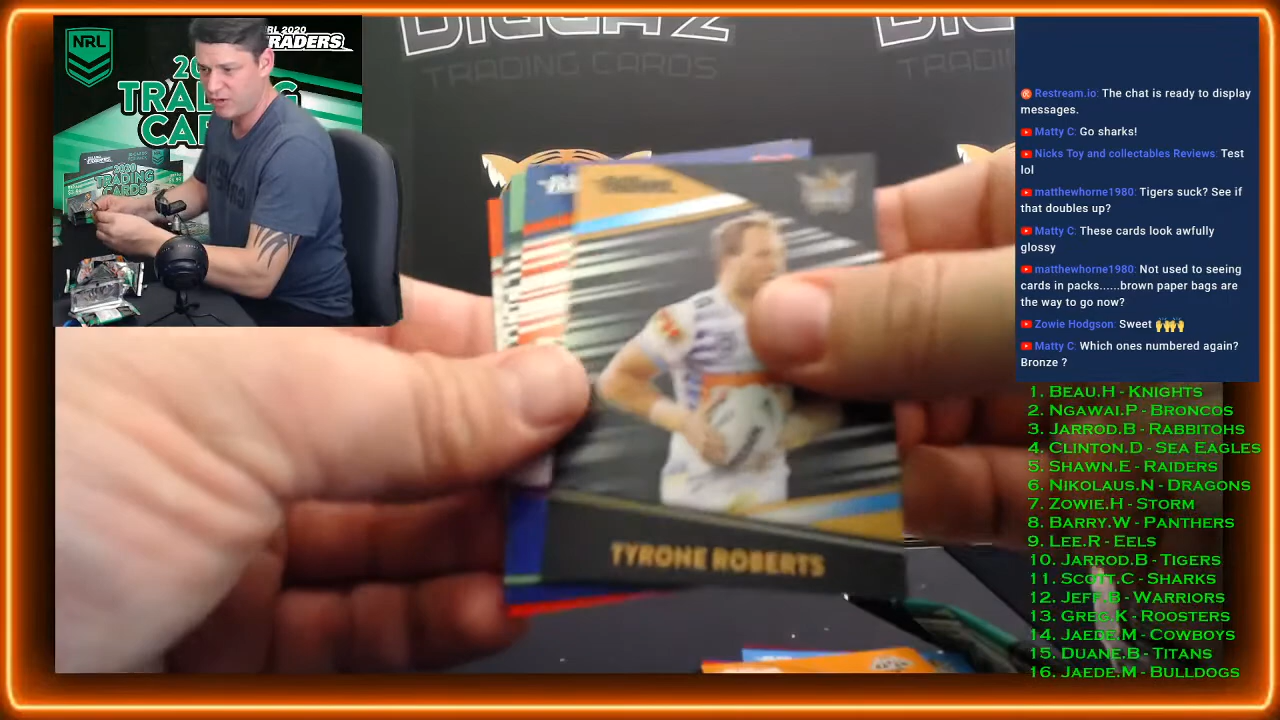 NRL
NRL 2020
TRADERS
TRADING
CARDS
2020
TRADING
CARDS
DIGGAZ
TRADING CARDS
TYRONE ROBERTS
Restream.io: The chat is ready to display
messages.
Matty C: Go sharks!
Nicks Toy and collectables Reviews: Test
lol
matthewhorne1980: Tigers suck? See if
that doubles up?
Matty C: These cards look awfully
glossy
matthewhorne1980: Not used to seeing
cards in packs......brown paper bags are
the way to go now?
Zowie Hodgson: Sweet 🙌🙌
Matty C: Which ones numbered again?
Bronze ?
1. BEAU.H - KNIGHTS
2. NGAWAI.P - BRONCOS
3. JARROD.B - RABBITOHS
4. CLINTON.D - SEA EAGLES
5. SHAWN.E - RAIDERS
6. NIKOLAUS.N - DRAGONS
7. ZOWIE.H - STORM
8. BARRY.W - PANTHERS
9. LEE.R - EELS
10. JARROD.B - TIGERS
11. SCOTT.C - SHARKS
12. JEFF.B - WARRIORS
13. GREG.K - ROOSTERS
14. JAEDE.M - COWBOYS
15. DUANE.B - TITANS
16. JAEDE.M - BULLDOGS